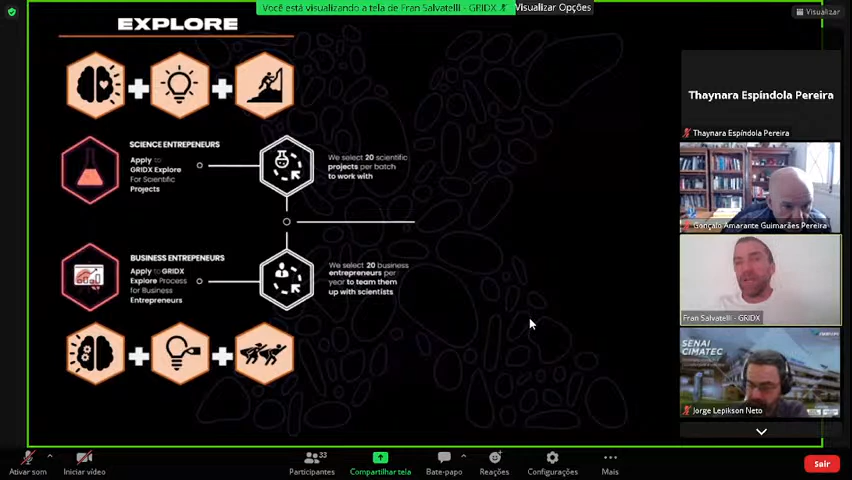 Você está visualizando a tela de Fran Salvatelli - GRIDX
Visualizar Opções
Visualizar
EXPLORE
SCIENCE ENTREPENEURS
Apply to
GRIDX Explore
For Scientific
Projects
We select 20 scientific
projects per batch
to work with
BUSINESS ENTREPENEURS
Apply to GRIDX
Explore Process
for Business
Entrepreneurs
We select 20 business
entrepreneurs per
year to team them
up with scientists
Thaynara Espíndola Pereira
Thaynara Espíndola Pereira
Gonçalo Amarante Guimarães Pereira
Fran Salvatelli - GRIDX
SENAI
CIMATEC
Jorge Lepikson Neto
Ativar som
Iniciar vídeo
33
Participantes
Compartilhar tela
Bate-papo
Reações
Configurações
Mais
Sair